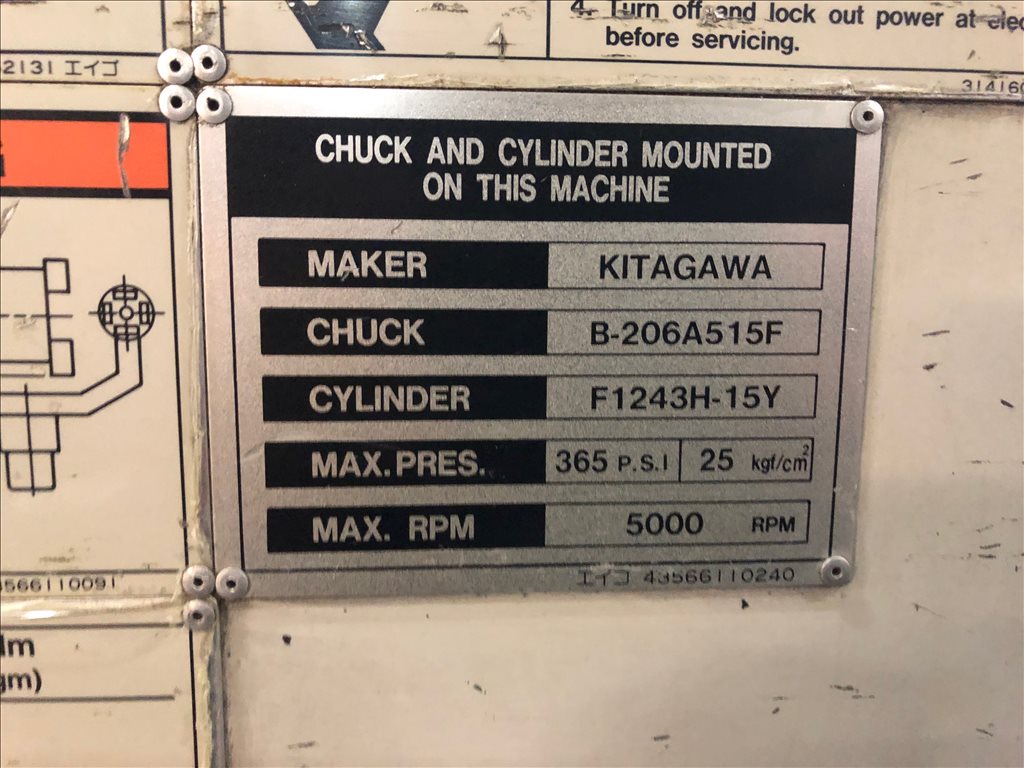 4. Turn off and lock out power at elec
before servicing.
2131 エイゴ
31416
CHUCK AND CYLINDER MOUNTED
ON THIS MACHINE
MAKER KITAGAWA
CHUCK B-206A515F
CYLINDER F1243H-15Y
MAX. PRES. 365 P.S.I 25 kgf/cm²
MAX. RPM 5000 RPM
エイゴ 43566110240
566110091
gm)